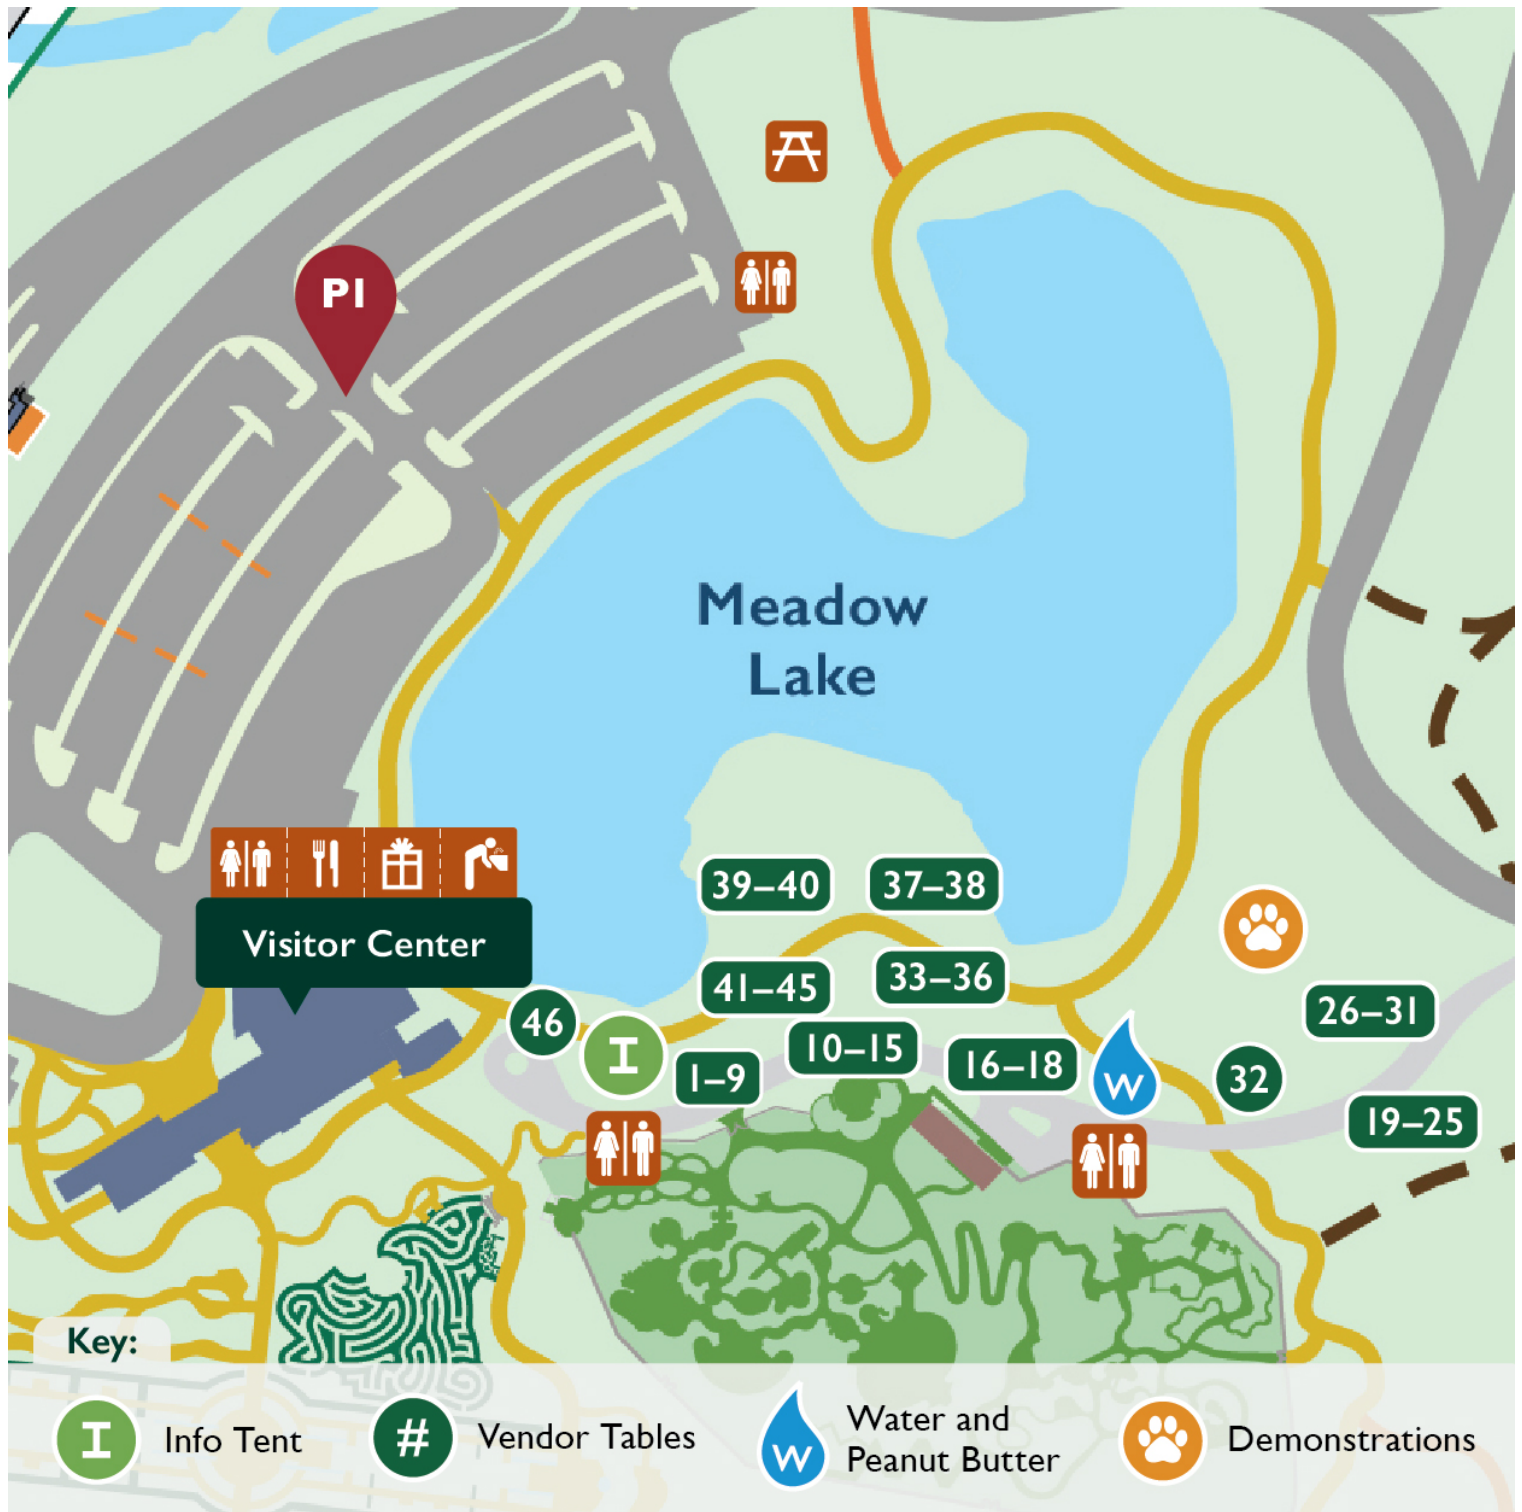 P1
Meadow
Lake
39–40
37–38
Visitor Center
41–45
33–36
46
26–31
I
10–15
16–18
1–9
W
32
19–25
Key:
I
Info Tent
#
Vendor Tables
W
Water and
Peanut Butter
Demonstrations